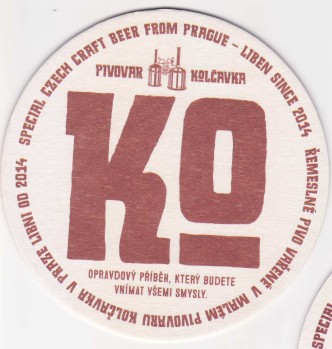 SPECIAL CZECH CRAFT BEER FROM PRAGUE - LIBEN SINCE 2014
ŘEMESLNÉ PIVO VAŘENÉ V MALÉM PIVOVARU KOLČAVKA V PRAZE LIBNI OD 2014
PIVOVAR KOLČAVKA
KO
OPRAVDOVÝ PŘÍBĚH, KTERÝ BUDETE
VNÍMAT VŠEMI SMYSLY.
SPECIAL